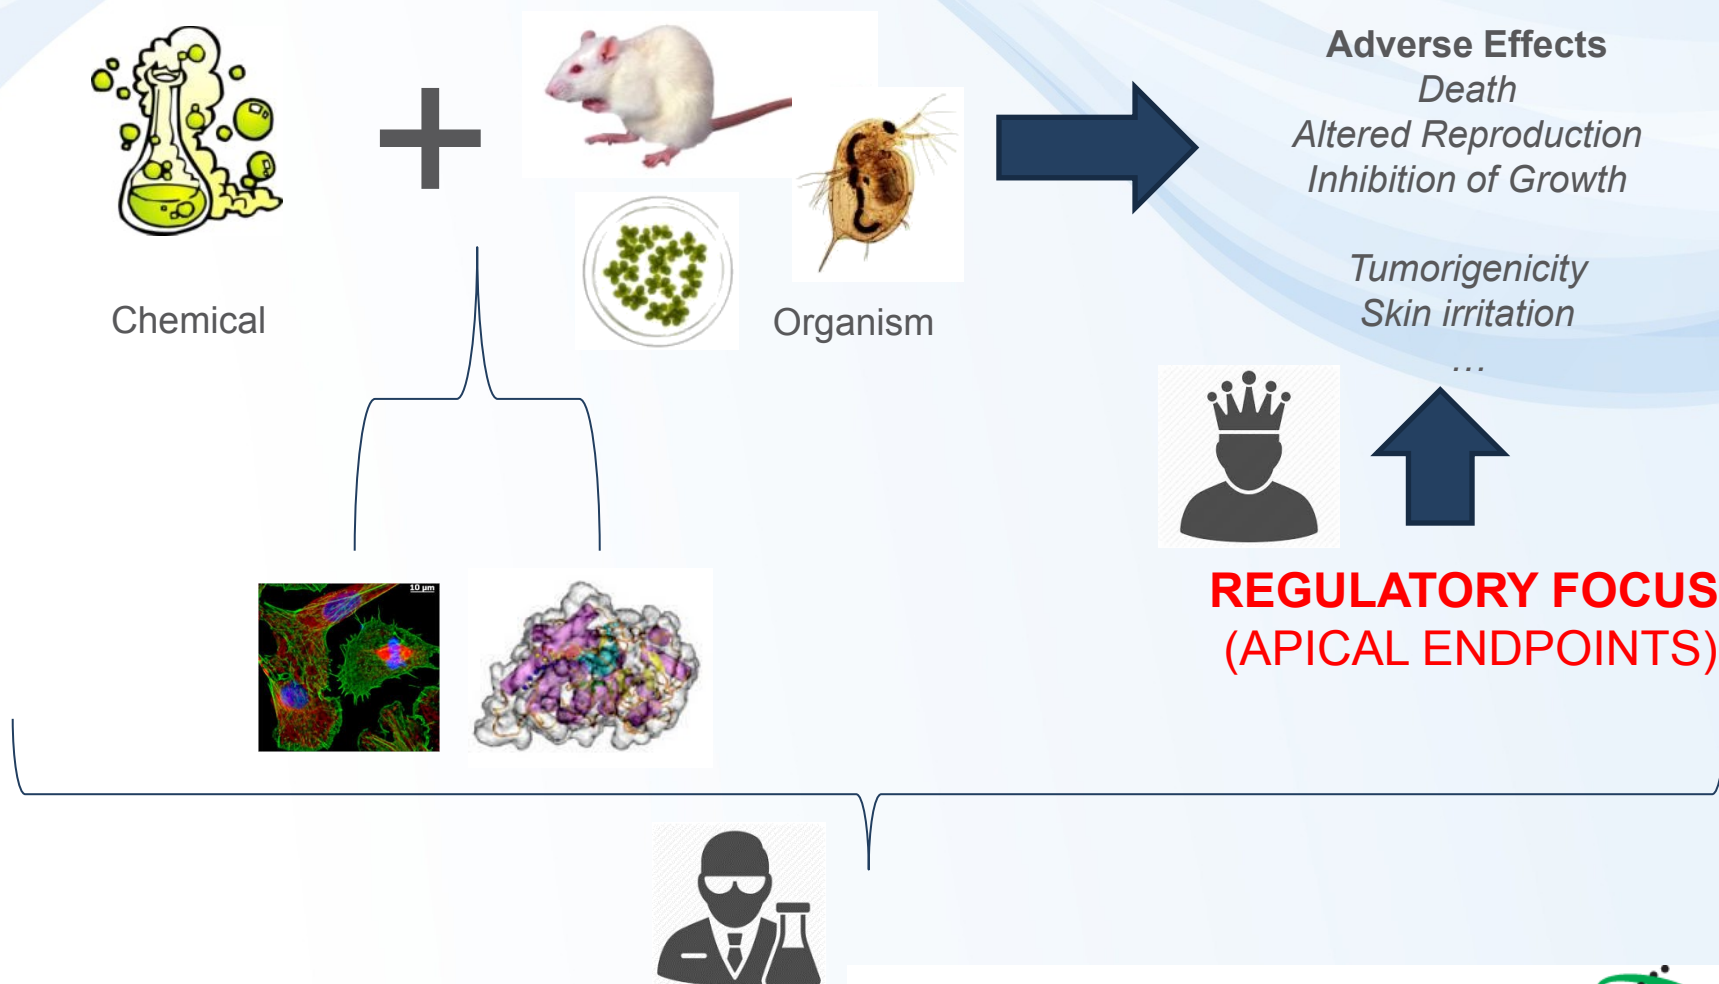 Adverse Effects
Death
Altered Reproduction
Inhibition of Growth
Tumorigenicity
Skin irritation
…
Chemical
Organism
10 µm
REGULATORY FOCUS
(APICAL ENDPOINTS)